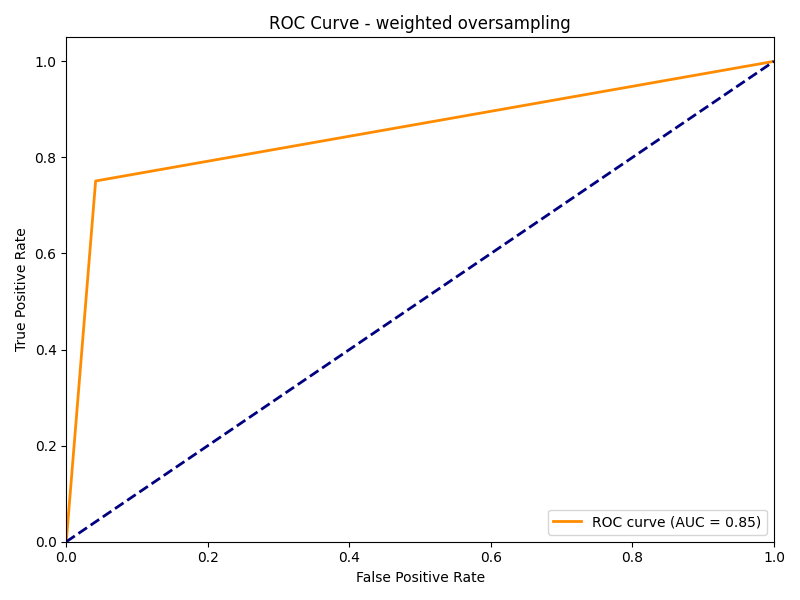 ROC Curve - weighted oversampling
True Positive Rate
1.0
0.8
0.6
0.4
0.2
0.0
0.0 0.2 0.4 0.6 0.8 1.0
False Positive Rate
ROC curve (AUC = 0.85)